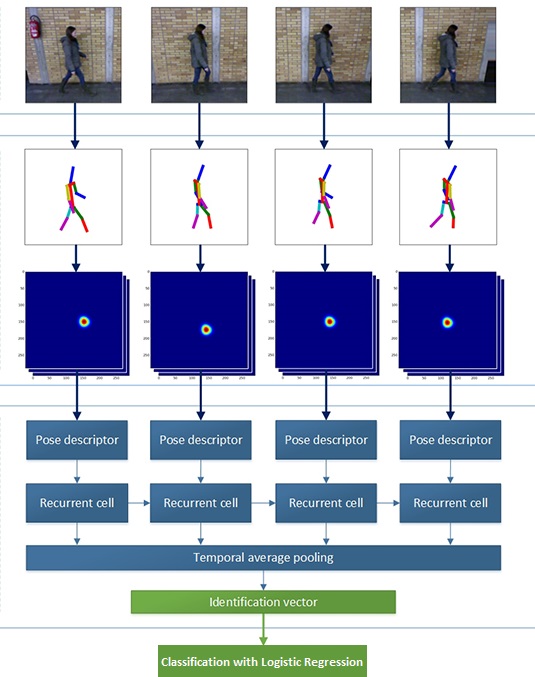 Pose descriptor Pose descriptor Pose descriptor Pose descriptor
Recurrent cell Recurrent cell Recurrent cell Recurrent cell
Temporal average pooling
Identification vector
Classification with Logistic Regression